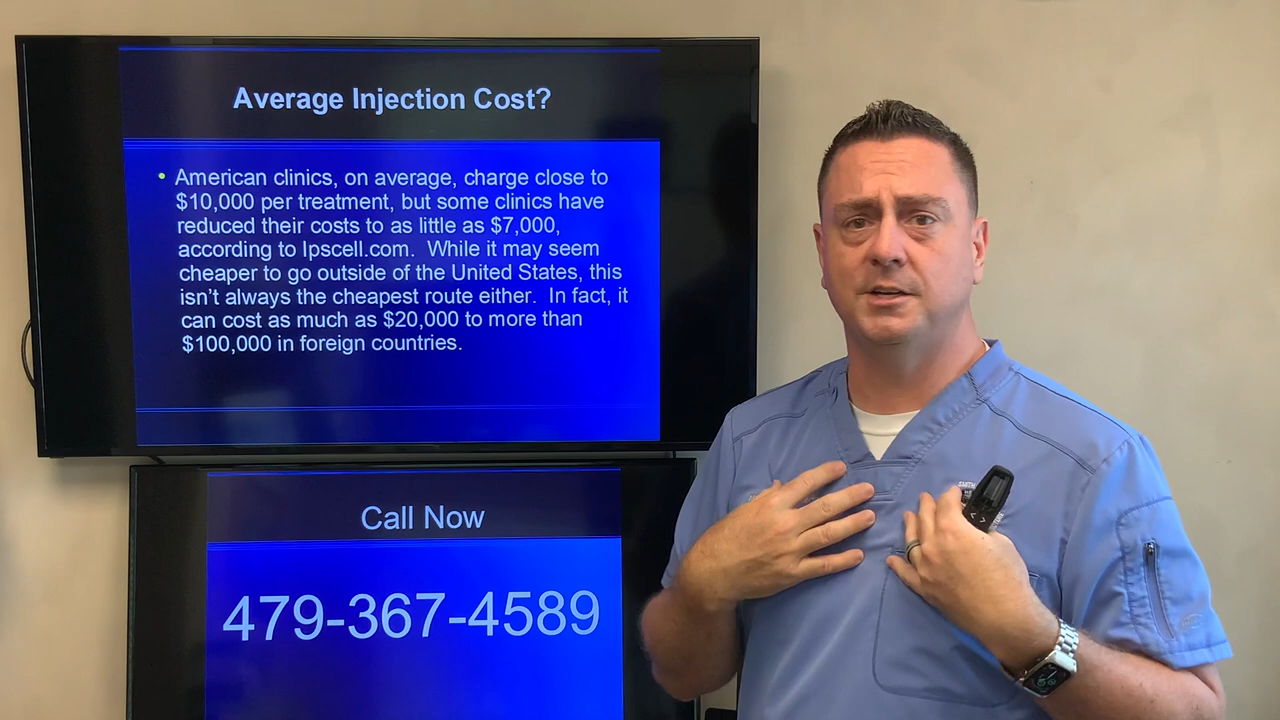 Average Injection Cost?
• American clinics, on average, charge close to
$10,000 per treatment, but some clinics have
reduced their costs to as little as $7,000,
according to Ipscell.com. While it may seem
cheaper to go outside of the United States, this
isn't always the cheapest route either. In fact, it
can cost as much as $20,000 to more than
$100,000 in foreign countries.
Call Now
479-367-4589
SMITH